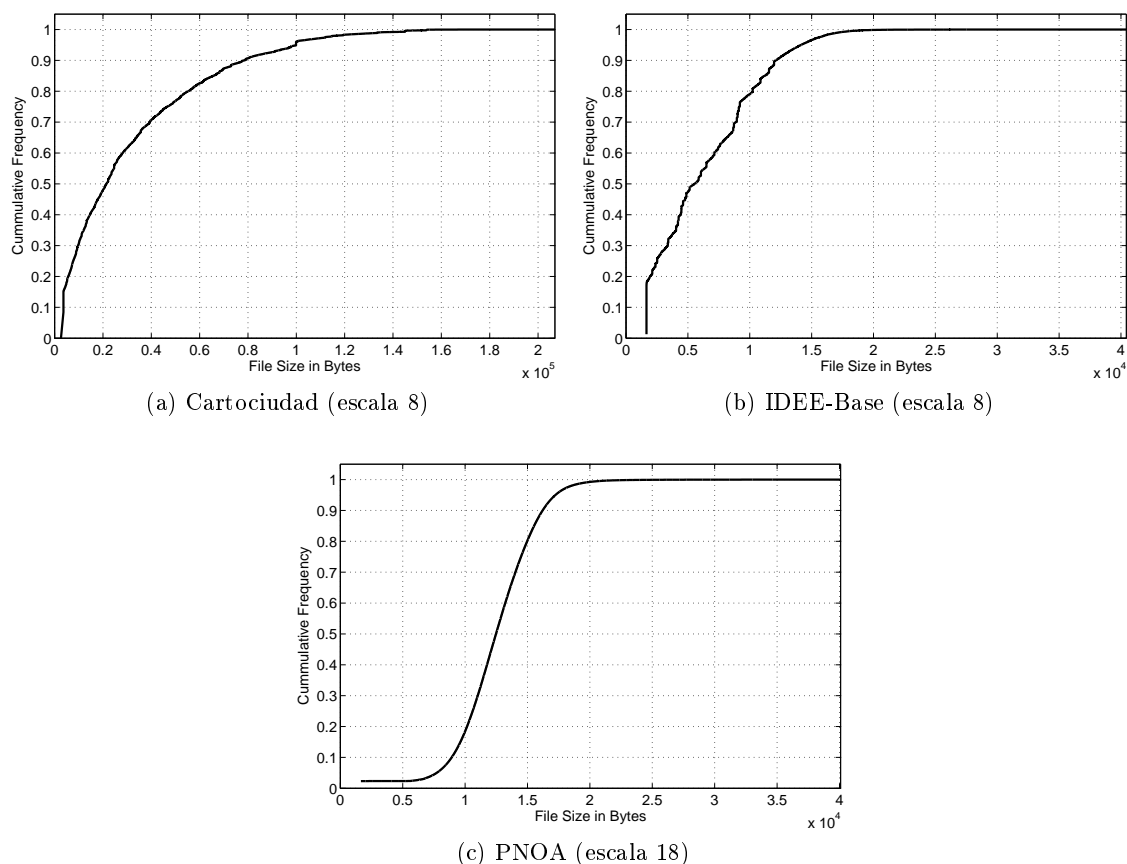 1
0.9
0.8
0.7
0.6
0.5
0.4
0.3
0.2
0.1
0
Cummulative Frequency
0 0.2 0.4 0.6 0.8 1 1.2 1.4 1.6 1.8 2
File Size in Bytes
x 10^5
(a) Cartociudad (escala 8)
1
0.9
0.8
0.7
0.6
0.5
0.4
0.3
0.2
0.1
0
Cummulative Frequency
0 0.5 1 1.5 2 2.5 3 3.5 4
File Size in Bytes
x 10^4
(b) IDEE-Base (escala 8)
1
0.9
0.8
0.7
0.6
0.5
0.4
0.3
0.2
0.1
0
Cummulative Frequency
0 0.5 1 1.5 2 2.5 3 3.5 4
File Size in Bytes
x 10^4
(c) PNOA (escala 18)